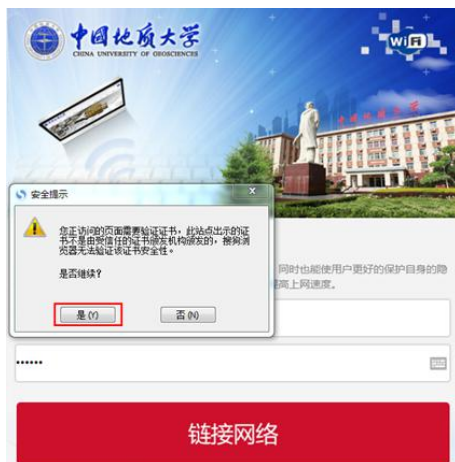 中国地质大学
CHINA UNIVERSITY OF GEOSCIENCES
WiFi
安全提示
x
您正访问的页面需要验证证书，此站点出示的证
书不是由受信任的证书颁发机构颁发的，搜狗浏
览器无法验证该证书安全性。
是否继续？
是(Y)
否(N)
同时也能使用户更好的保护自身的隐
高上网速度。
••••••
链接网络